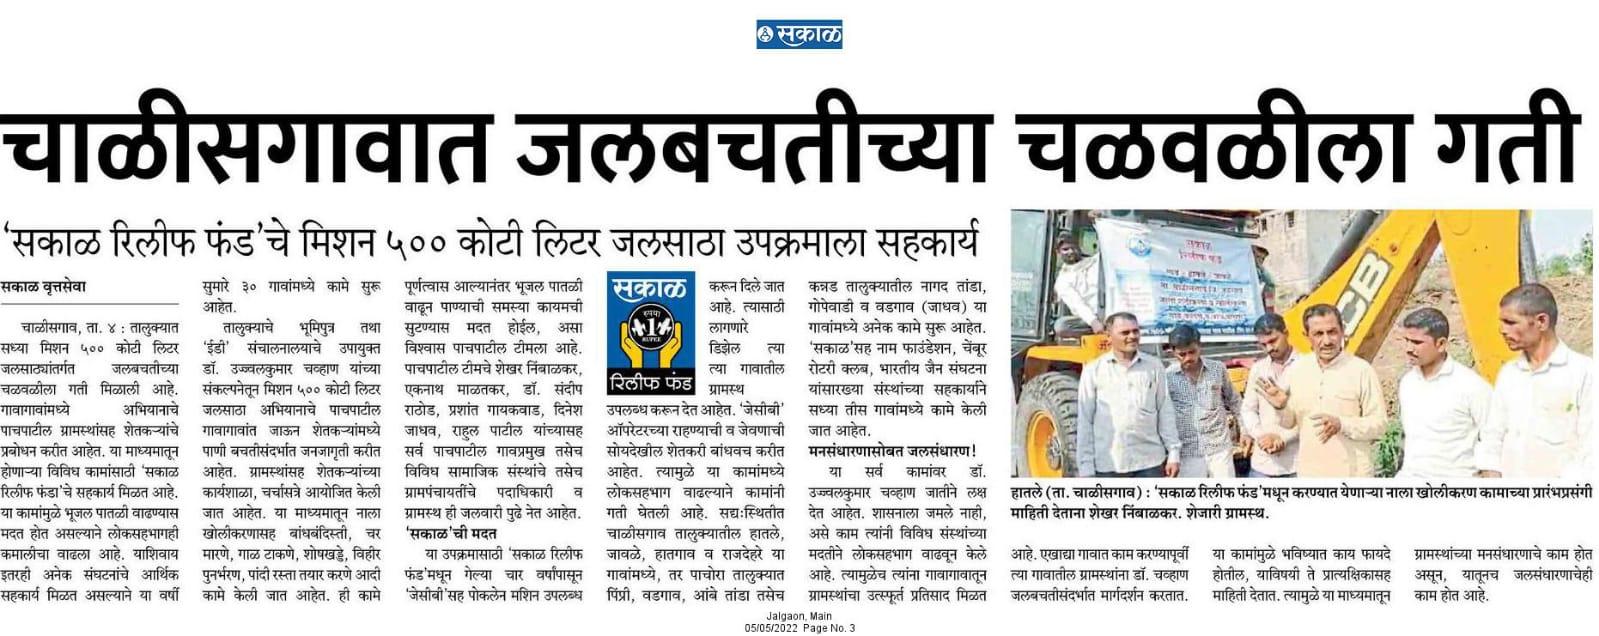 सकाळ
चाळीसगावात जलबचतीच्या चळवळीला गती
‘सकाळ रिलीफ फंड’चे मिशन ५०० कोटी लिटर जलसाठा उपक्रमाला सहकार्य
सकाळ वृत्तसेवा
चाळीसगाव, ता. ४ : तालुक्यात
सध्या मिशन ५०० कोटी लिटर
जलसाठ्यांतर्गत जलबचतीच्या
चळवळीला गती मिळाली आहे.
गावागावांमध्ये अभियानाचे
पाचपाटील ग्रामस्थांसह शेतकऱ्यांचे
प्रबोधन करीत आहेत. या माध्यमातून
होणाऱ्या विविध कामांसाठी ‘सकाळ
रिलीफ फंडा’चे सहकार्य मिळत आहे.
या कामांमुळे भूजल पातळी वाढण्यास
मदत होत असल्याने लोकसहभागही
कमालीचा वाढला आहे. याशिवाय
इतरही अनेक संघटनांचे आर्थिक
सहकार्य मिळत असल्याने या वर्षी
सुमारे ३० गावांमध्ये कामे सुरू
आहेत.
तालुक्याचे भूमिपुत्र तथा
‘ईडी’ संचालनालयाचे उपायुक्त
डॉ. उज्ज्वलकुमार चव्हाण यांच्या
संकल्पनेतून मिशन ५०० कोटी लिटर
जलसाठा अभियानाचे पाचपाटील
गावागावांत जाऊन शेतकऱ्यांमध्ये
पाणी बचतीसंदर्भात जनजागृती करीत
आहेत. ग्रामस्थांसह शेतकऱ्यांच्या
कार्यशाळा, चर्चासत्रे आयोजित केली
जात आहेत. या माध्यमातून नाला
खोलीकरणासह बांधबंदिस्ती, चर
मारणे, गाळ टाकणे, शोषखड्डे, विहीर
पुनर्भरण, पांदी रस्ता तयार करणे आदी
कामे केली जात आहेत. ही कामे
पूर्णत्वास आल्यानंतर भूजल पातळी
वाढून पाण्याची समस्या कायमची
सुटण्यास मदत होईल, असा
विश्वास पाचपाटील टीमला आहे.
पाचपाटील टीमचे शेखर निंबाळकर,
एकनाथ माळतकर, डॉ. संदीप
राठोड, प्रशांत गायकवाड, दिनेश
जाधव, राहुल पाटील यांच्यासह
सर्व पाचपाटील गावप्रमुख तसेच
विविध सामाजिक संस्थांचे तसेच
ग्रामपंचायतींचे पदाधिकारी व
ग्रामस्थ ही जलवारी पुढे नेत आहेत.
‘सकाळ’ची मदत
या उपक्रमासाठी ‘सकाळ रिलीफ
फंड’मधून गेल्या चार वर्षांपासून
‘जेसीबी’सह पोकलेन मशिन उपलब्ध
सकाळ
रुपया
1
RUPEE
रिलीफ फंड
करून दिले जात
आहे. त्यासाठी
लागणारे
डिझेल त्या
त्या गावातील
ग्रामस्थ
उपलब्ध करून देत आहेत. ‘जेसीबी’
ऑपरेटरच्या राहण्याची व जेवणाची
सोयदेखील शेतकरी बांधवच करीत
आहेत. त्यामुळे या कामांमध्ये
लोकसहभाग वाढल्याने कामांनी
गती घेतली आहे. सद्यःस्थितीत
चाळीसगाव तालुक्यातील हातले,
जावळे, हातगाव व राजदेहरे या
गावांमध्ये, तर पाचोरा तालुक्यात
पिंप्री, वडगाव, आंबे तांडा तसेच
कन्नड तालुक्यातील नागद तांडा,
गोपेवाडी व वडगाव (जाधव) या
गावांमध्ये अनेक कामे सुरू आहेत.
‘सकाळ’सह नाम फाउंडेशन, चेंबूर
रोटरी क्लब, भारतीय जैन संघटना
यांसारख्या संस्थांच्या सहकार्याने
सध्या तीस गावांमध्ये कामे केली
जात आहेत.
मनसंधारणासोबत जलसंधारण!
या सर्व कामांवर डॉ.
उज्ज्वलकुमार चव्हाण जातीने लक्ष
देत आहेत. शासनाला जमले नाही,
असे काम त्यांनी विविध संस्थांच्या
मदतीने लोकसहभाग वाढवून केले
आहे. त्यामुळेच त्यांना गावागावातून
ग्रामस्थांचा उत्स्फूर्त प्रतिसाद मिळत
सकाळ
रिलीफ फंड
JCB
हातले (ता. चाळीसगाव) : ‘सकाळ रिलीफ फंड’मधून करण्यात येणाऱ्या नाला खोलीकरण कामाच्या प्रारंभप्रसंगी
माहिती देताना शेखर निंबाळकर. शेजारी ग्रामस्थ.
आहे. एखाद्या गावात काम करण्यापूर्वी
त्या गावातील ग्रामस्थांना डॉ. चव्हाण
जलबचतीसंदर्भात मार्गदर्शन करतात.
या कामांमुळे भविष्यात काय फायदे
होतील, याविषयी ते प्रात्यक्षिकासह
माहिती देतात. त्यामुळे या माध्यमातून
ग्रामस्थांच्या मनसंधारणाचे काम होत
असून, यातूनच जलसंधारणाचेही
काम होत आहे.
Jalgaon, Main
05/05/2022 Page No. 3